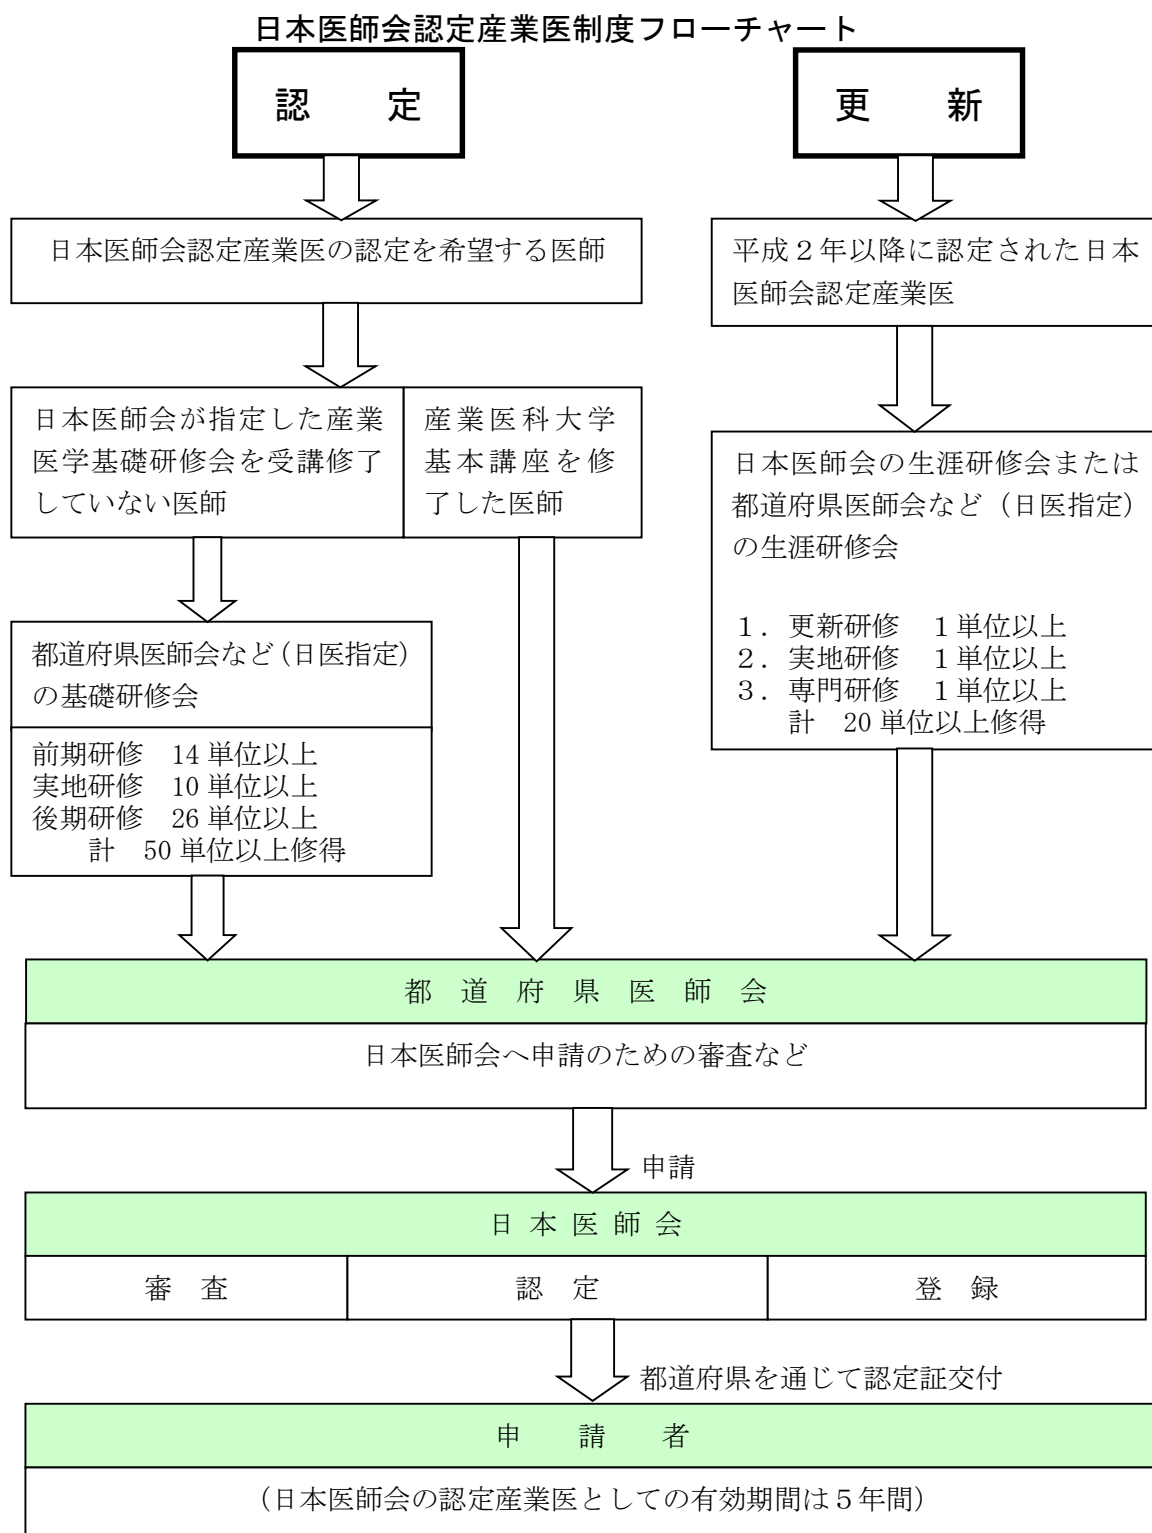 日本医師会認定産業医制度フローチャート
認　定
更　新
日本医師会認定産業医の認定を希望する医師
平成２年以降に認定された日本
医師会認定産業医
日本医師会が指定した産業
医学基礎研修会を受講修了
していない医師
産業医科大学
基本講座を修
了した医師
日本医師会の生涯研修会または
都道府県医師会など（日医指定）
の生涯研修会
１．更新研修　１単位以上
２．実地研修　１単位以上
３．専門研修　１単位以上
計　20 単位以上修得
都道府県医師会など（日医指定）
の基礎研修会
前期研修　14 単位以上
実地研修　10 単位以上
後期研修　26 単位以上
計　50 単位以上修得
都　道　府　県　医　師　会
日本医師会へ申請のための審査など
申請
日 本 医 師 会
審　査
認　定
登　録
都道府県を通じて認定証交付
申　請　者
（日本医師会の認定産業医としての有効期間は５年間）